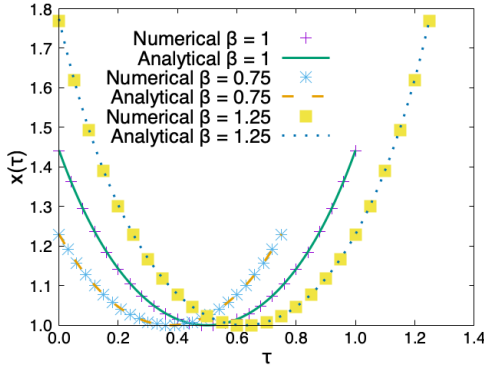 1.8
1.7
1.6
1.5
1.4
1.3
1.2
1.1
1.0
x(τ)
Numerical β = 1
Analytical β = 1
Numerical β = 0.75
Analytical β = 0.75
Numerical β = 1.25
Analytical β = 1.25
0.0 0.2 0.4 0.6 0.8 1.0 1.2 1.4
τ